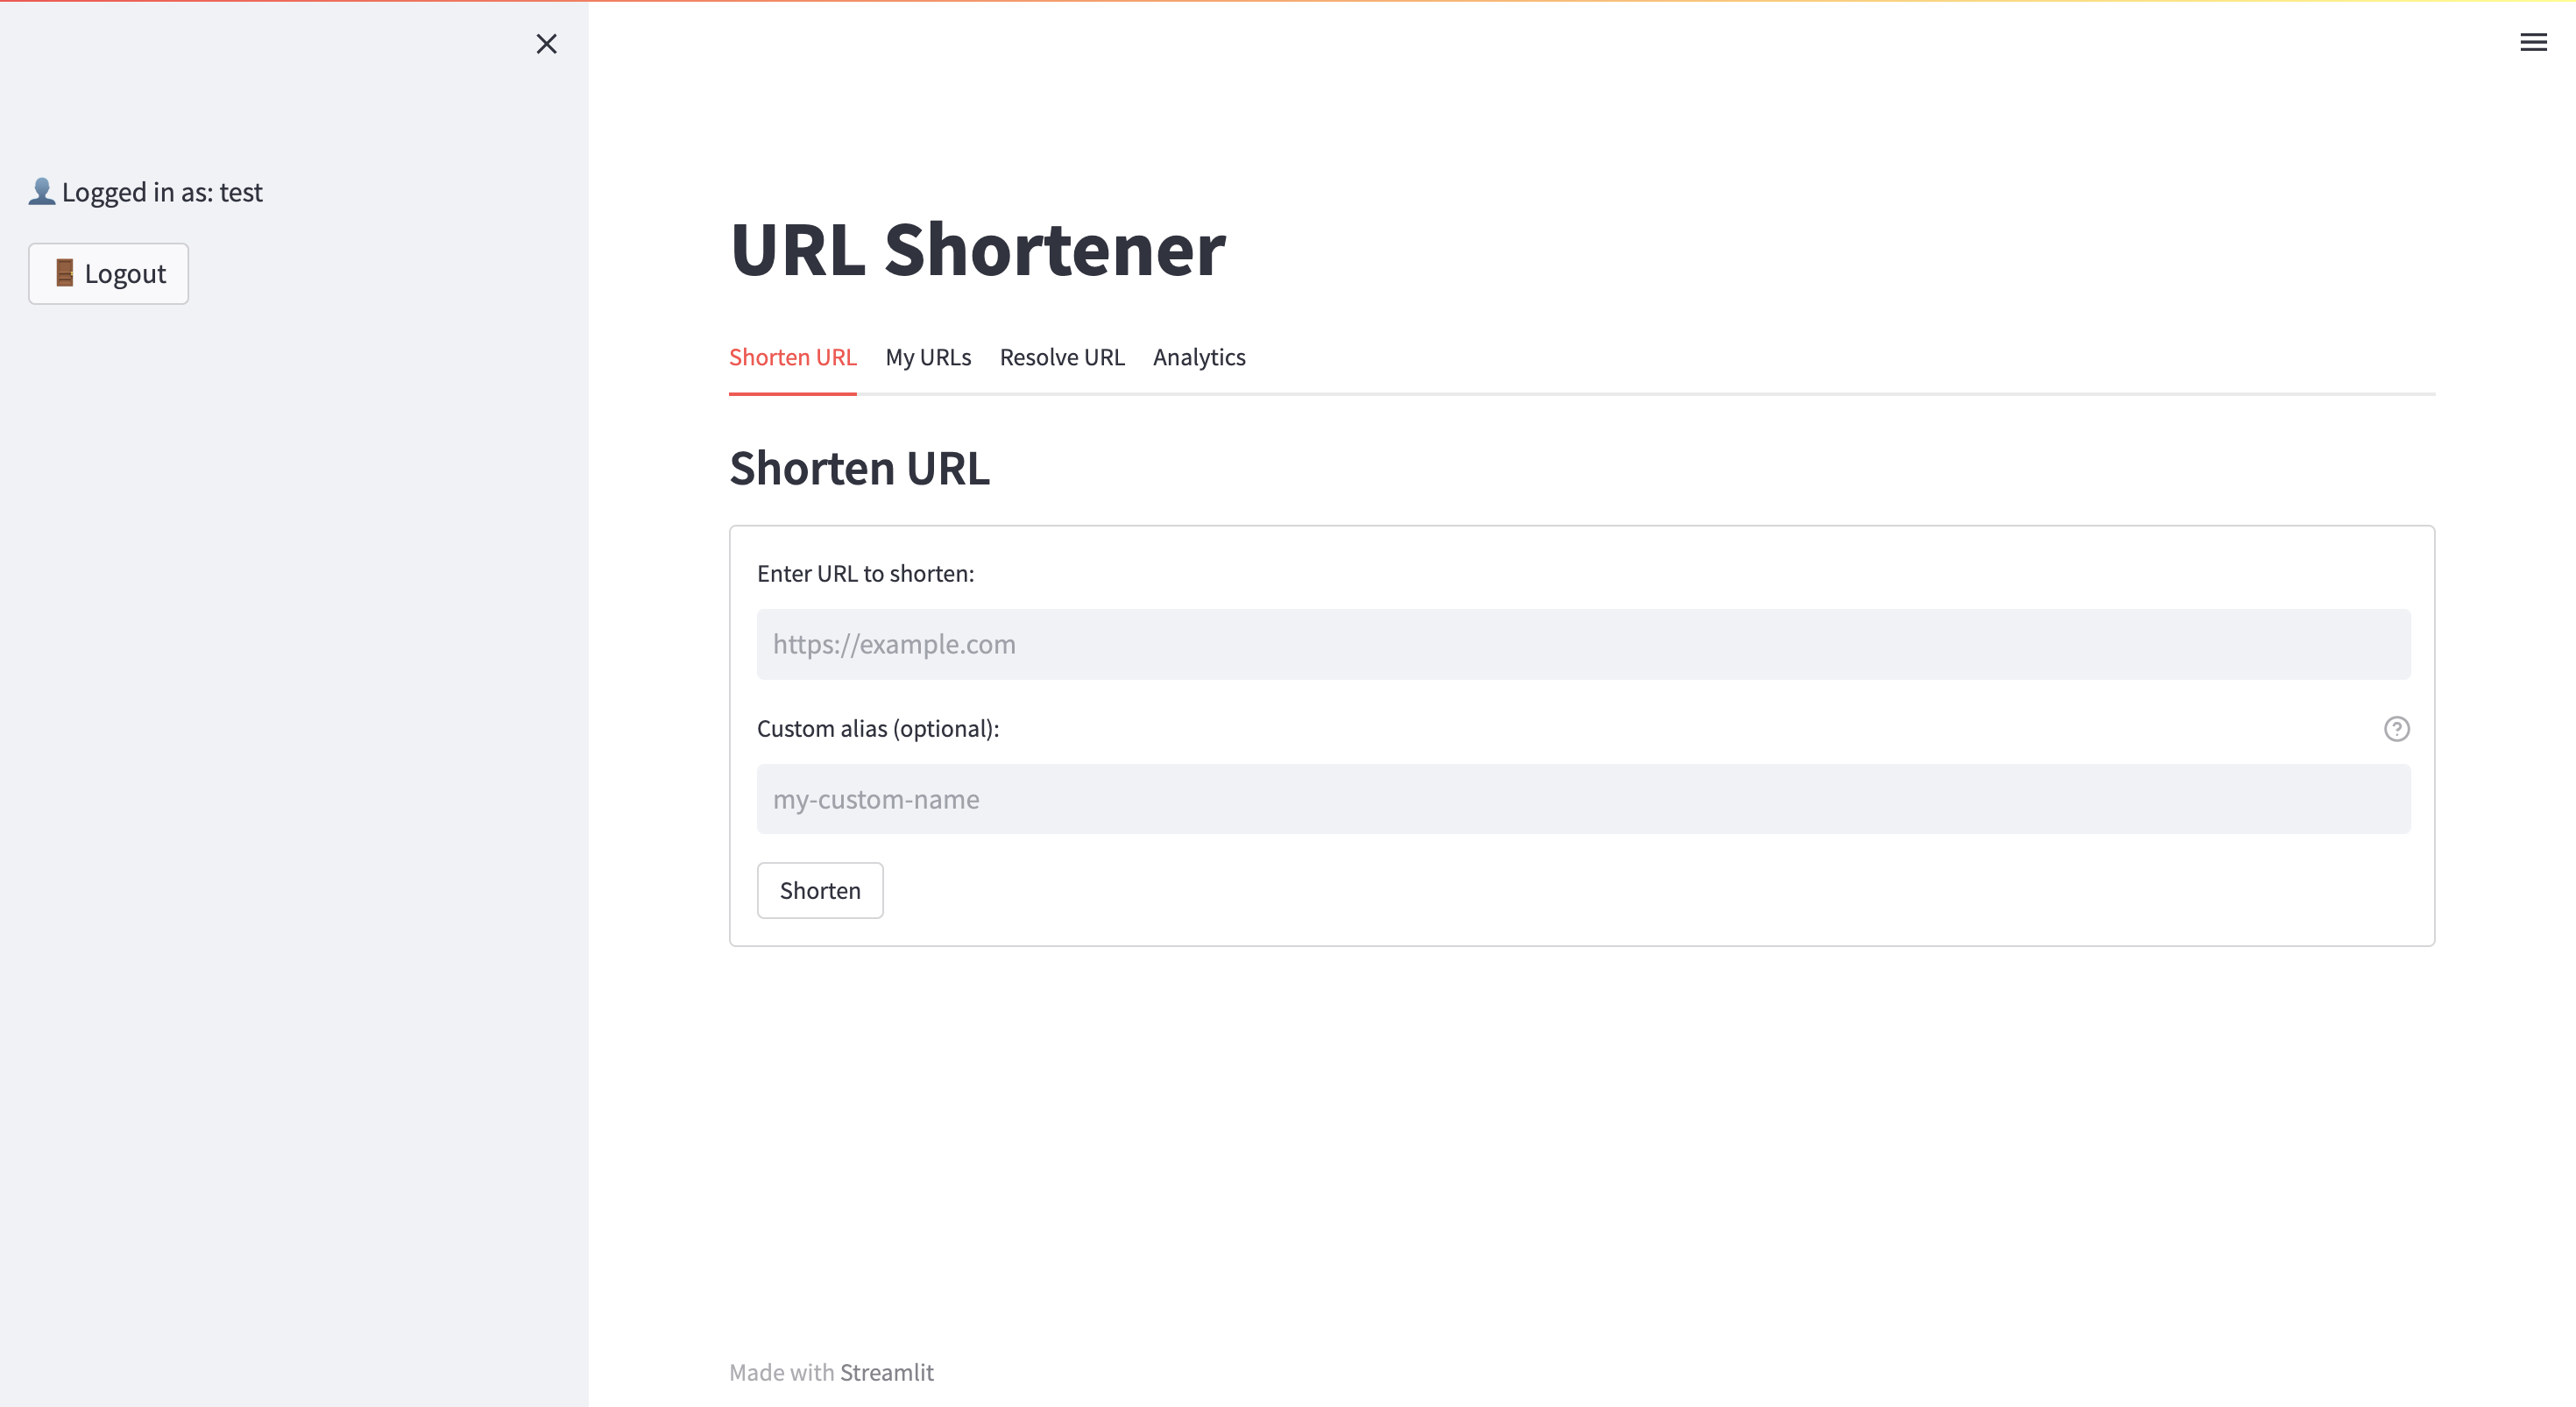 👤 Logged in as: test
🚪 Logout
URL Shortener
Shorten URL My URLs Resolve URL Analytics
Shorten URL
Enter URL to shorten:
https://example.com
Custom alias (optional):
my-custom-name
Shorten
Made with Streamlit